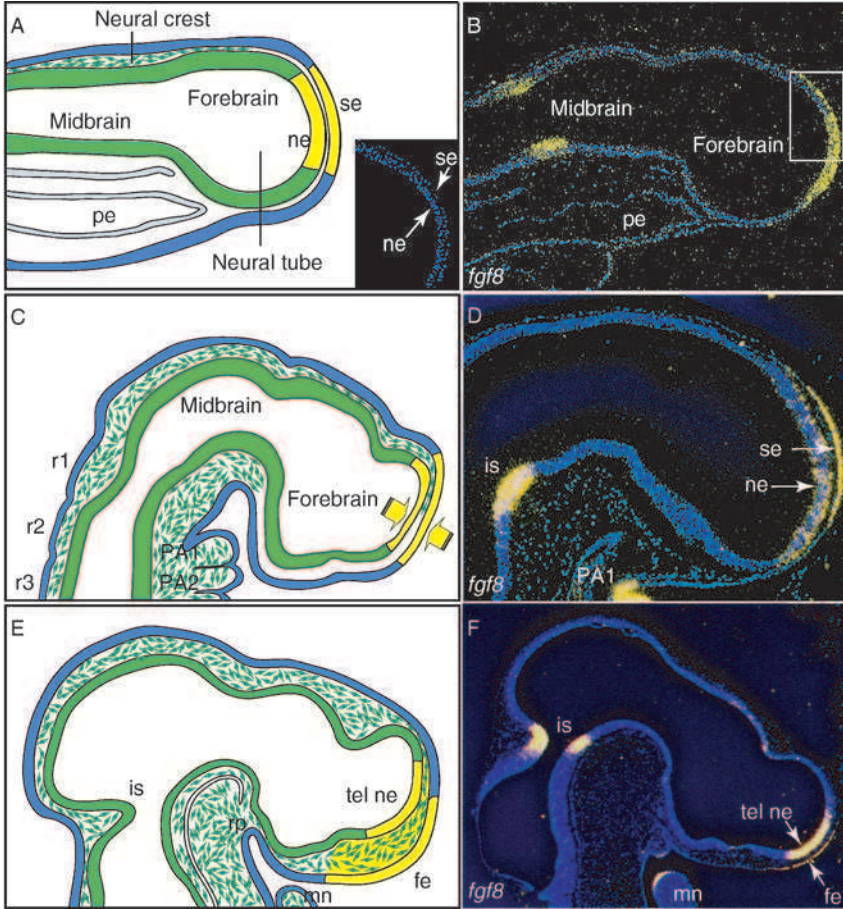 A
Neural crest
Forebrain
se
Midbrain
ne
pe
Neural tube
se
ne
B
Midbrain
Forebrain
pe
fgf8
C
Midbrain
r1
Forebrain
r2
PA1
r3
PA2
D
is
se
ne
PA1
fgf8
E
is
tel ne
rp
mn
fe
F
is
tel ne
mn
fe
fgf8